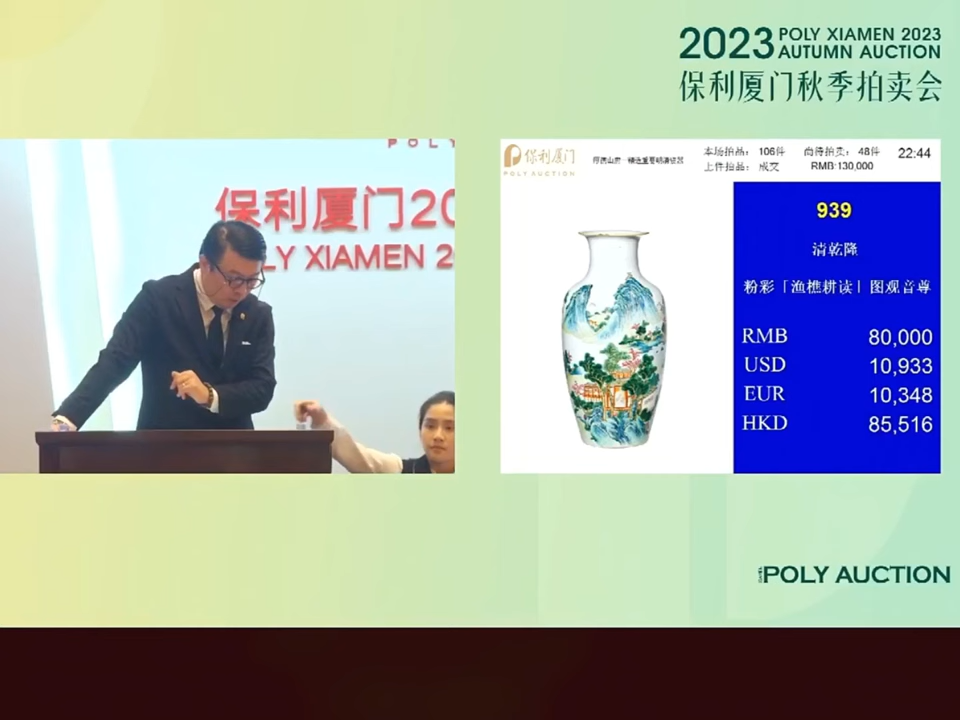 2023 POLY XIAMEN 2023
AUTUMN AUCTION
保利厦门秋季拍卖会
POLY
保利厦门20
LY XIAMEN 2
保利厦门
POLY AUCTION
本场拍品： 106件 尚待拍卖： 48件 22:44
上件拍品： 成交 RMB:130,000
939
清乾隆
粉彩「渔樵耕读」图观音尊
RMB 80,000
USD 10,933
EUR 10,348
HKD 85,516
POLY AUCTION